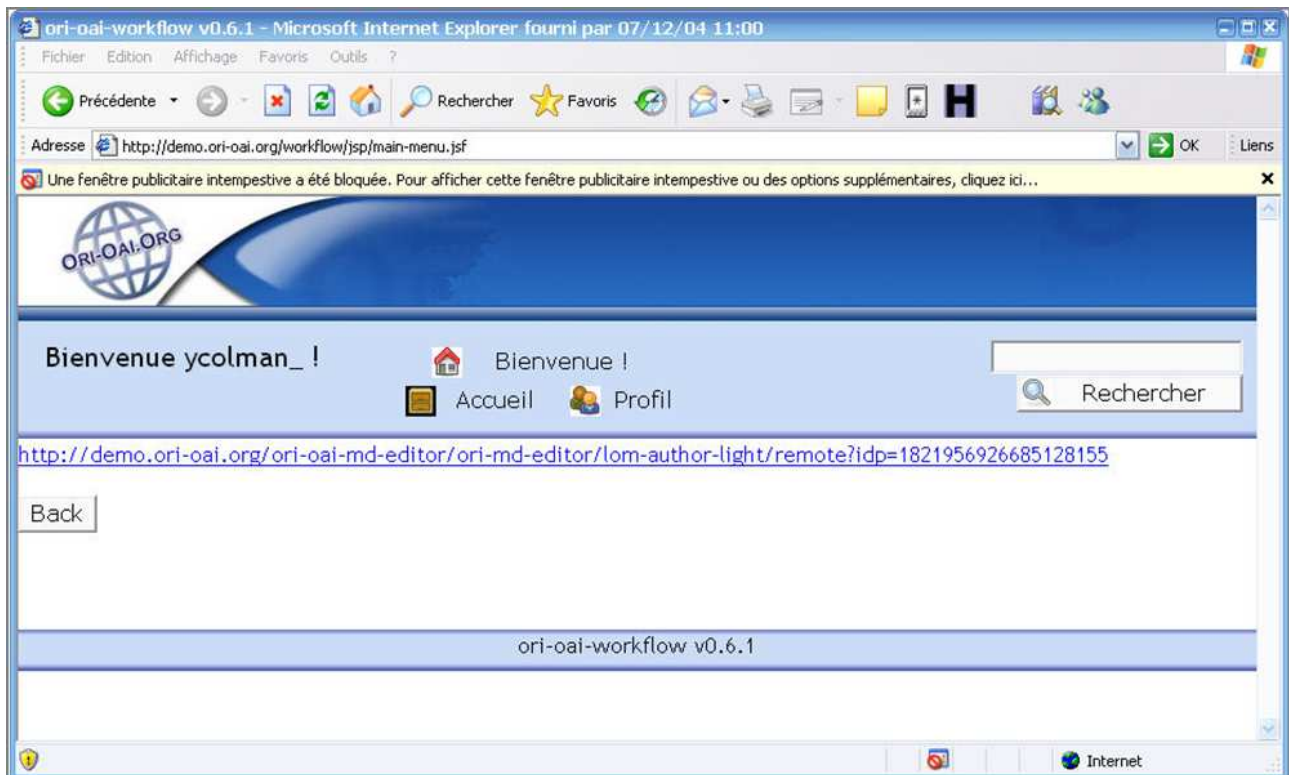 ori-oai-workflow v0.6.1 - Microsoft Internet Explorer fourni par 07/12/04 11:00
Fichier Edition Affichage Favoris Outils ?
Précédente Rechercher Favoris H
Adresse http://demo.ori-oai.org/workflow/jsp/main-menu.jsf OK Liens
Une fenêtre publicitaire intempestive a été bloquée. Pour afficher cette fenêtre publicitaire intempestive ou des options supplémentaires, cliquez ici...
ORI-OAI.ORG
Bienvenue ycolman_ ! Bienvenue !
Accueil Profil Rechercher
http://demo.ori-oai.org/ori-oai-md-editor/ori-md-editor/lom-author-light/remote?idp=1821956926685128155
Back
ori-oai-workflow v0.6.1
Internet